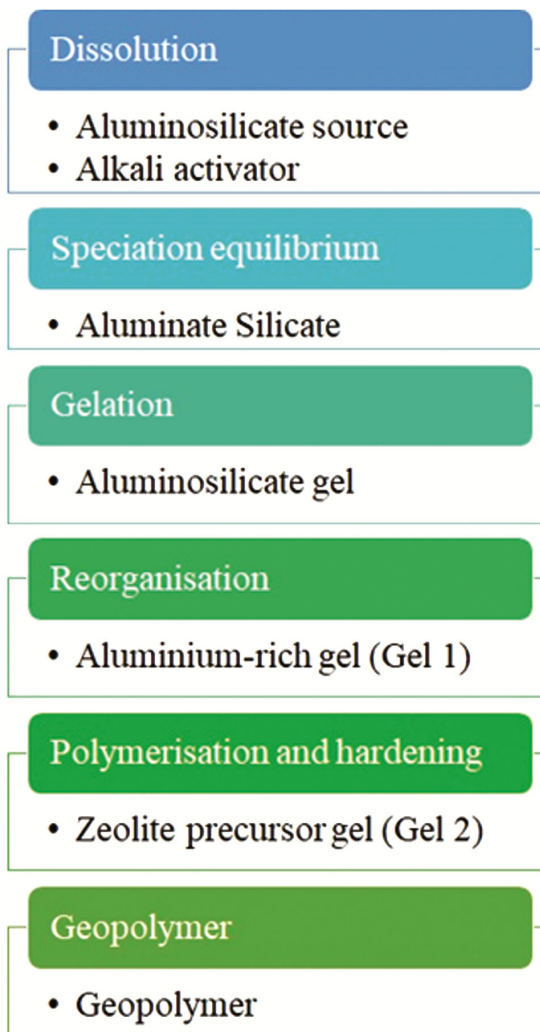 Dissolution
• Aluminosilicate source
• Alkali activator
Speciation equilibrium
• Aluminate Silicate
Gelation
• Aluminosilicate gel
Reorganisation
• Aluminium-rich gel (Gel 1)
Polymerisation and hardening
• Zeolite precursor gel (Gel 2)
Geopolymer
• Geopolymer